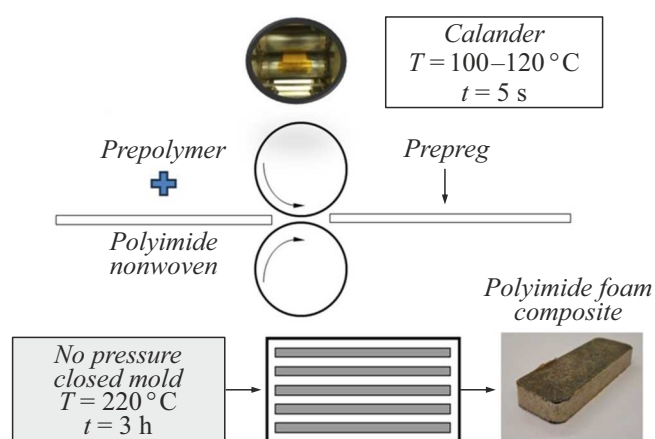 Calander
T = 100–120 °C
t = 5 s
Prepolymer
Prepreg
Polyimide
nonwoven
Polyimide foam
composite
No pressure
closed mold
T = 220 °C
t = 3 h